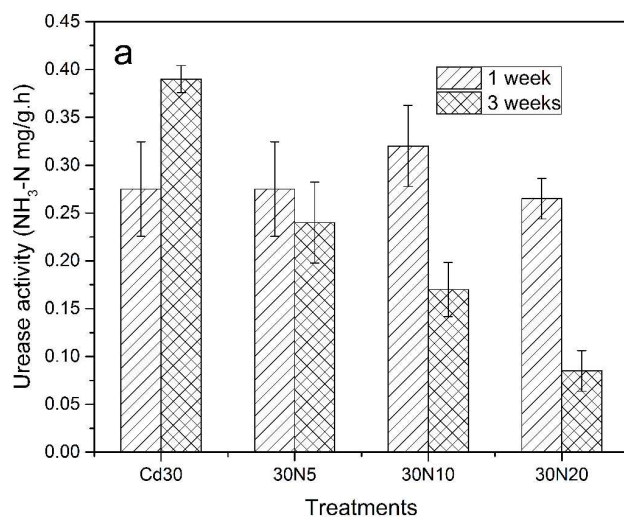 a
1 week
3 weeks
Urease activity (NH₃-N mg/g.h)
0.45
0.40
0.35
0.30
0.25
0.20
0.15
0.10
0.05
0.00
Cd30 30N5 30N10 30N20
Treatments